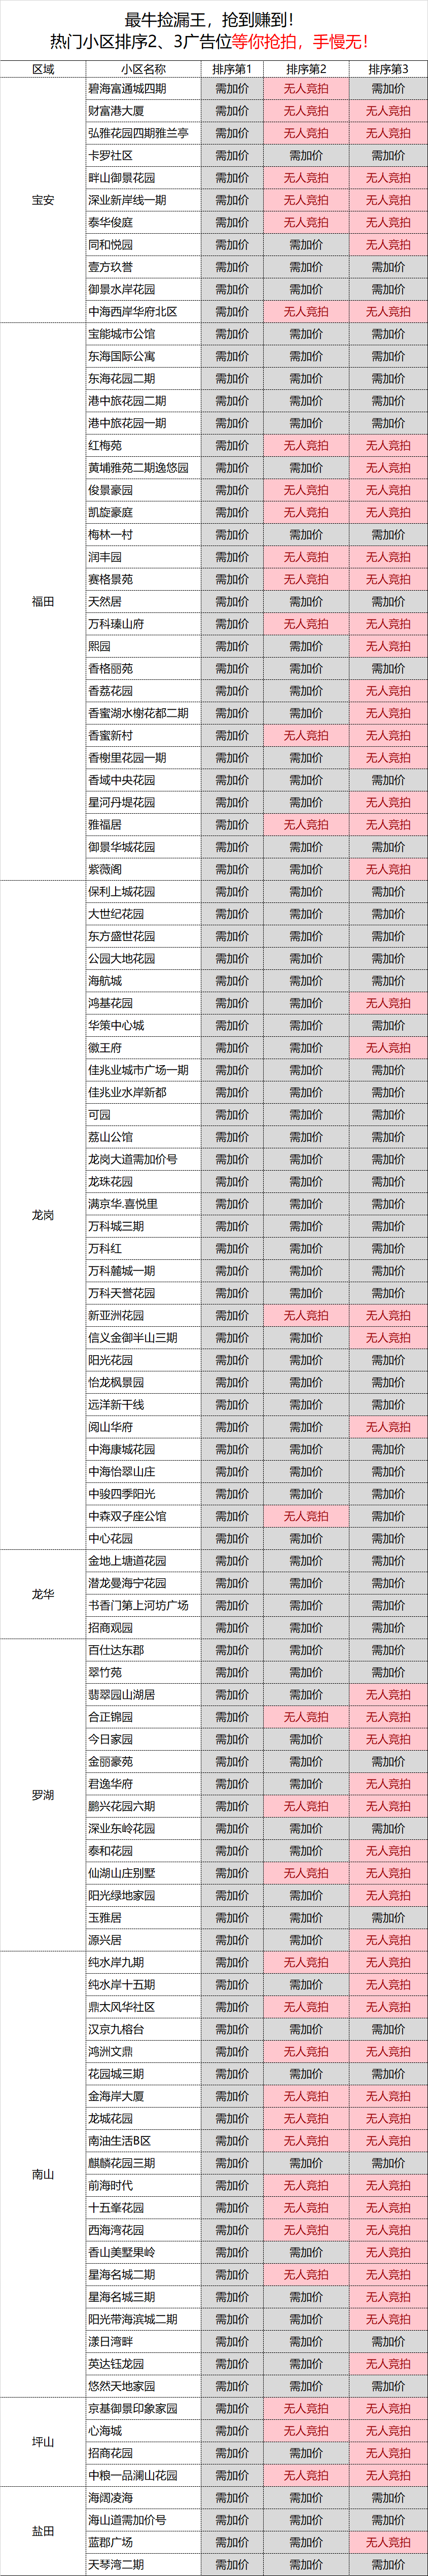 最牛捡漏王，抢到赚到！
热门小区排序2、3广告位等你抢拍，手慢无！
区域 小区名称 排序第1 排序第2 排序第3
宝安
碧海富通城四期 需加价 无人竞拍 需加价
财富港大厦 需加价 无人竞拍 无人竞拍
弘雅花园四期雅兰亭 需加价 无人竞拍 无人竞拍
卡罗社区 需加价 需加价 需加价
畔山御景花园 需加价 无人竞拍 无人竞拍
深业新岸线一期 需加价 无人竞拍 无人竞拍
泰华俊庭 需加价 无人竞拍 无人竞拍
同和悦园 需加价 需加价 无人竞拍
壹方玖誉 需加价 需加价 需加价
御景水岸花园 需加价 需加价 需加价
中海西岸华府北区 需加价 无人竞拍 无人竞拍
福田
宝能城市公馆 需加价 需加价 需加价
东海国际公寓 需加价 需加价 需加价
东海花园二期 需加价 需加价 需加价
港中旅花园二期 需加价 需加价 需加价
港中旅花园一期 需加价 需加价 需加价
红梅苑 需加价 无人竞拍 无人竞拍
黄埔雅苑二期逸悠园 需加价 需加价 无人竞拍
俊景豪园 需加价 无人竞拍 无人竞拍
凯旋豪庭 需加价 无人竞拍 无人竞拍
梅林一村 需加价 需加价 需加价
润丰园 需加价 无人竞拍 无人竞拍
赛格景苑 需加价 无人竞拍 无人竞拍
天然居 需加价 需加价 需加价
万科瑧山府 需加价 无人竞拍 无人竞拍
熙园 需加价 需加价 无人竞拍
香格丽苑 需加价 需加价 需加价
香荔花园 需加价 需加价 无人竞拍
香蜜湖水榭花都二期 需加价 需加价 无人竞拍
香蜜新村 需加价 无人竞拍 无人竞拍
香榭里花园一期 需加价 需加价 无人竞拍
香域中央花园 需加价 需加价 需加价
星河丹堤花园 需加价 需加价 无人竞拍
雅福居 需加价 无人竞拍 无人竞拍
御景华城花园 需加价 需加价 需加价
紫薇阁 需加价 需加价 无人竞拍
龙岗
保利上城花园 需加价 需加价 需加价
大世纪花园 需加价 需加价 需加价
东方盛世花园 需加价 需加价 需加价
公园大地花园 需加价 需加价 需加价
海航城 需加价 需加价 需加价
鸿基花园 需加价 需加价 无人竞拍
华策中心城 需加价 需加价 需加价
徽王府 需加价 需加价 无人竞拍
佳兆业城市广场一期 需加价 需加价 需加价
佳兆业水岸新都 需加价 需加价 需加价
可园 需加价 需加价 需加价
荔山公馆 需加价 需加价 需加价
龙岗大道需加价号 需加价 需加价 需加价
龙珠花园 需加价 需加价 需加价
满京华.喜悦里 需加价 需加价 需加价
万科城三期 需加价 需加价 需加价
万科红 需加价 需加价 需加价
万科麓城一期 需加价 需加价 需加价
万科天誉花园 需加价 需加价 需加价
新亚洲花园 需加价 无人竞拍 无人竞拍
信义金御半山三期 需加价 需加价 无人竞拍
阳光花园 需加价 需加价 需加价
怡龙枫景园 需加价 需加价 需加价
远洋新干线 需加价 需加价 需加价
阅山华府 需加价 需加价 无人竞拍
中海康城花园 需加价 需加价 需加价
中海怡翠山庄 需加价 需加价 需加价
中骏四季阳光 需加价 需加价 需加价
中森双子座公馆 需加价 无人竞拍 需加价
中心花园 需加价 需加价 需加价
龙华
金地上塘道花园 需加价 需加价 需加价
潜龙曼海宁花园 需加价 需加价 需加价
书香门第上河坊广场 需加价 需加价 需加价
招商观园 需加价 需加价 需加价
罗湖
百仕达东郡 需加价 需加价 需加价
翠竹苑 需加价 需加价 需加价
翡翠园山湖居 需加价 需加价 无人竞拍
合正锦园 需加价 无人竞拍 无人竞拍
今日家园 需加价 需加价 无人竞拍
金丽豪苑 需加价 需加价 需加价
君逸华府 需加价 需加价 无人竞拍
鹏兴花园六期 需加价 无人竞拍 无人竞拍
深业东岭花园 需加价 需加价 需加价
泰和花园 需加价 需加价 无人竞拍
仙湖山庄别墅 需加价 无人竞拍 无人竞拍
阳光绿地家园 需加价 需加价 无人竞拍
玉雅居 需加价 需加价 需加价
源兴居 需加价 需加价 无人竞拍
南山
纯水岸九期 需加价 无人竞拍 无人竞拍
纯水岸十五期 需加价 需加价 无人竞拍
鼎太风华社区 需加价 无人竞拍 无人竞拍
汉京九榕台 需加价 需加价 需加价
鸿洲文鼎 需加价 无人竞拍 无人竞拍
花园城三期 需加价 需加价 需加价
金海岸大厦 需加价 无人竞拍 无人竞拍
龙城花园 需加价 无人竞拍 无人竞拍
南油生活B区 需加价 无人竞拍 无人竞拍
麒麟花园三期 需加价 需加价 需加价
前海时代 需加价 无人竞拍 无人竞拍
十五峯花园 需加价 无人竞拍 无人竞拍
西海湾花园 需加价 无人竞拍 无人竞拍
香山美墅果岭 需加价 需加价 无人竞拍
星海名城二期 需加价 无人竞拍 无人竞拍
星海名城三期 需加价 需加价 无人竞拍
阳光带海滨城二期 需加价 需加价 无人竞拍
漾日湾畔 需加价 需加价 需加价
英达钰龙园 需加价 需加价 无人竞拍
悠然天地家园 需加价 需加价 需加价
坪山
京基御景印象家园 需加价 无人竞拍 无人竞拍
心海城 需加价 无人竞拍 无人竞拍
招商花园 需加价 需加价 无人竞拍
中粮一品澜山花园 需加价 无人竞拍 无人竞拍
盐田
海阔凌海 需加价 需加价 需加价
海山道需加价号 需加价 需加价 需加价
蓝郡广场 需加价 需加价 无人竞拍
天琴湾二期 需加价 需加价 需加价